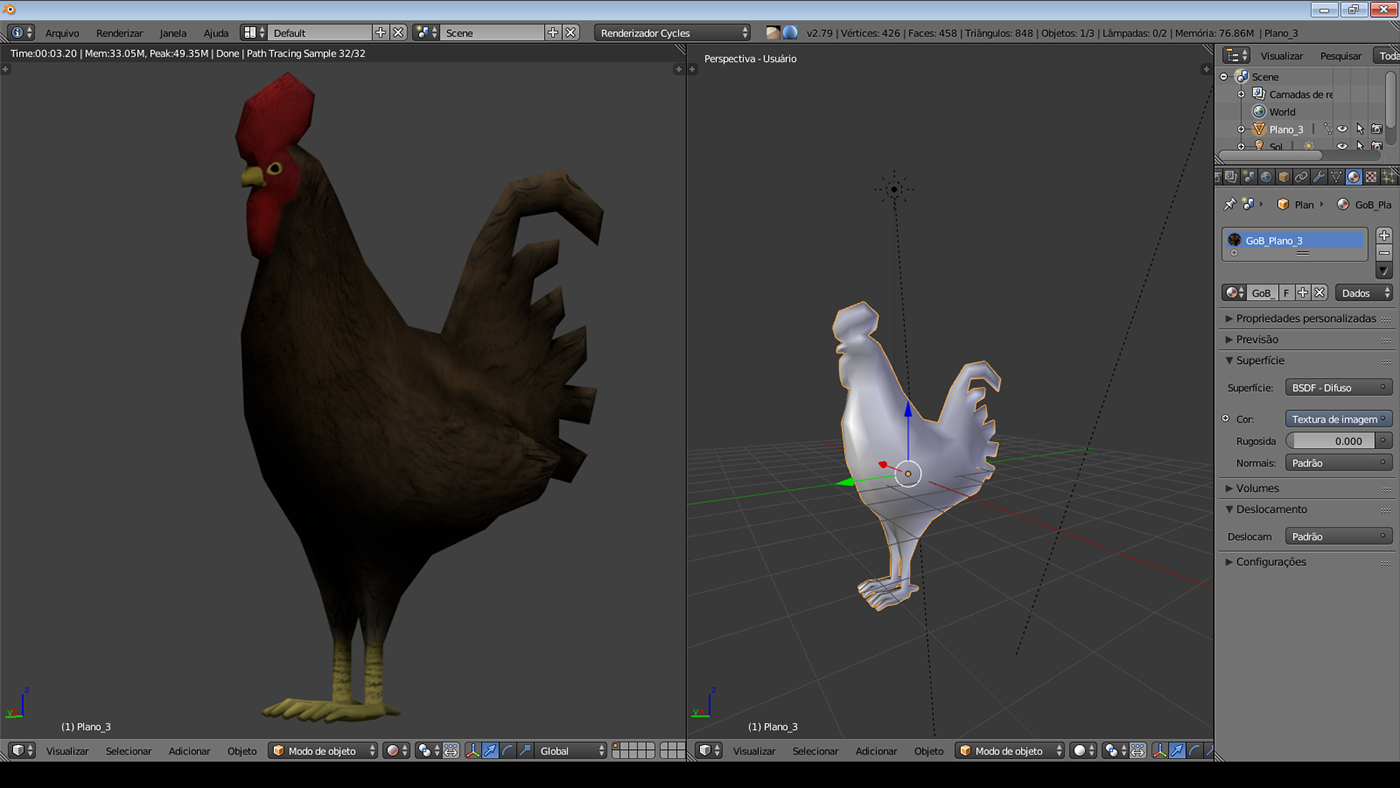 Arquivo Renderizar Janela Ajuda Default Scene Renderizador Cycles v2.79 | Vértices: 426 | Faces: 458 | Triângulos: 848 | Objetos: 1/3 | Lâmpadas: 0/2 | Memória: 76.86M | Plano_3
Time:00:03.20 | Mem:33.05M, Peak:49.35M | Done | Path Tracing Sample 32/32
Perspectiva - Usuário
Visualizar Pesquisar Toda
Scene
Camadas de re
World
Plano_3
Sol
Plan GoB_Pla
GoB_Plano_3
GoB_ F Dados
Propriedades personalizadas
Previsão
Superfície
Superfície: BSDF - Difuso
Cor: Textura de imagem
Rugosida 0.000
Normais: Padrão
Volumes
Deslocamento
Deslocam Padrão
Configurações
z
y
(1) Plano_3
z
y
(1) Plano_3
Visualizar Selecionar Adicionar Objeto Modo de objeto Global
Visualizar Selecionar Adicionar Objeto Modo de objeto